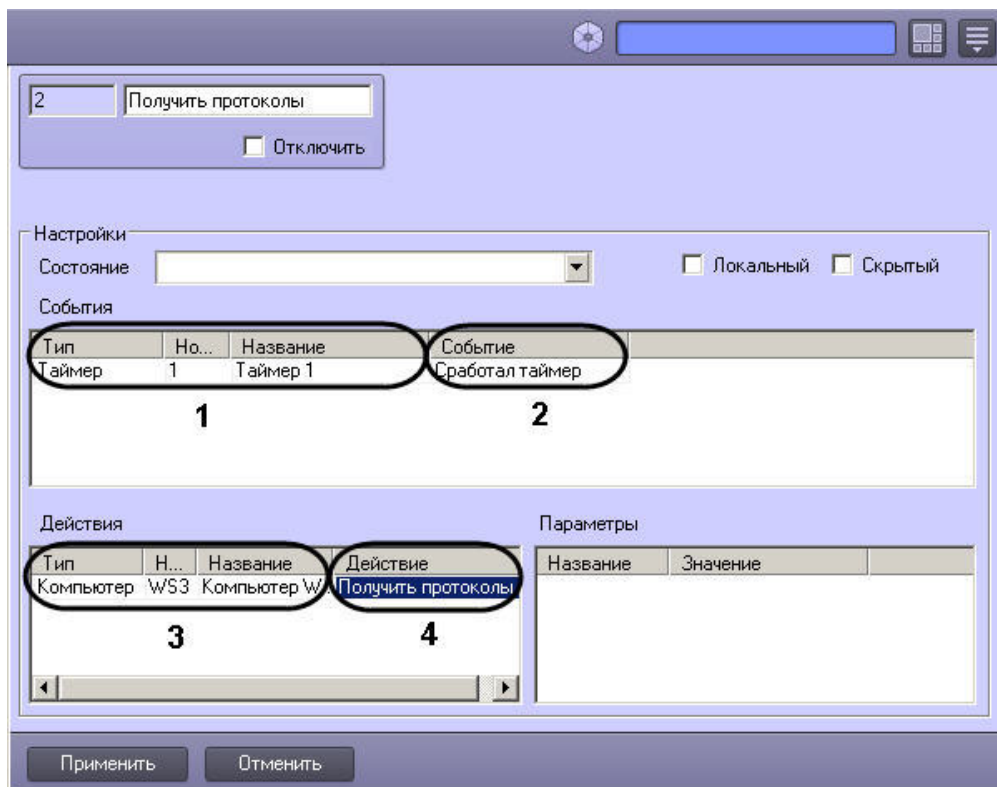 2 Получить протоколы
Отключить
Настройки
Состояние
Локальный Скрытый
События
Тип Но... Название Событие
Таймер 1 Таймер 1 Сработал таймер
1 2
Действия Параметры
Тип Н... Название Действие Название Значение
Компьютер WS3 Компьютер W... Получить протоколы
3 4
Применить Отменить